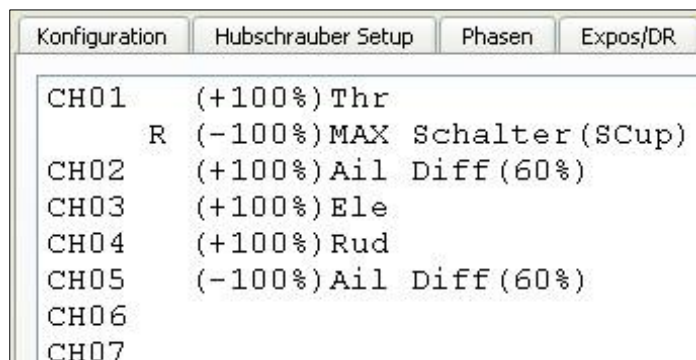 Konfiguration Hubschrauber Setup Phasen Expos/DR
CH01 (+100%)Thr
R (-100%)MAX Schalter(SCup)
CH02 (+100%)Ail Diff(60%)
CH03 (+100%)Ele
CH04 (+100%)Rud
CH05 (-100%)Ail Diff(60%)
CH06
CH07